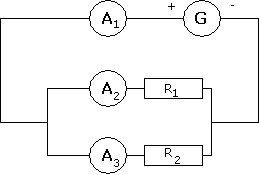 A1 + G -
A2 R1
A3 R2